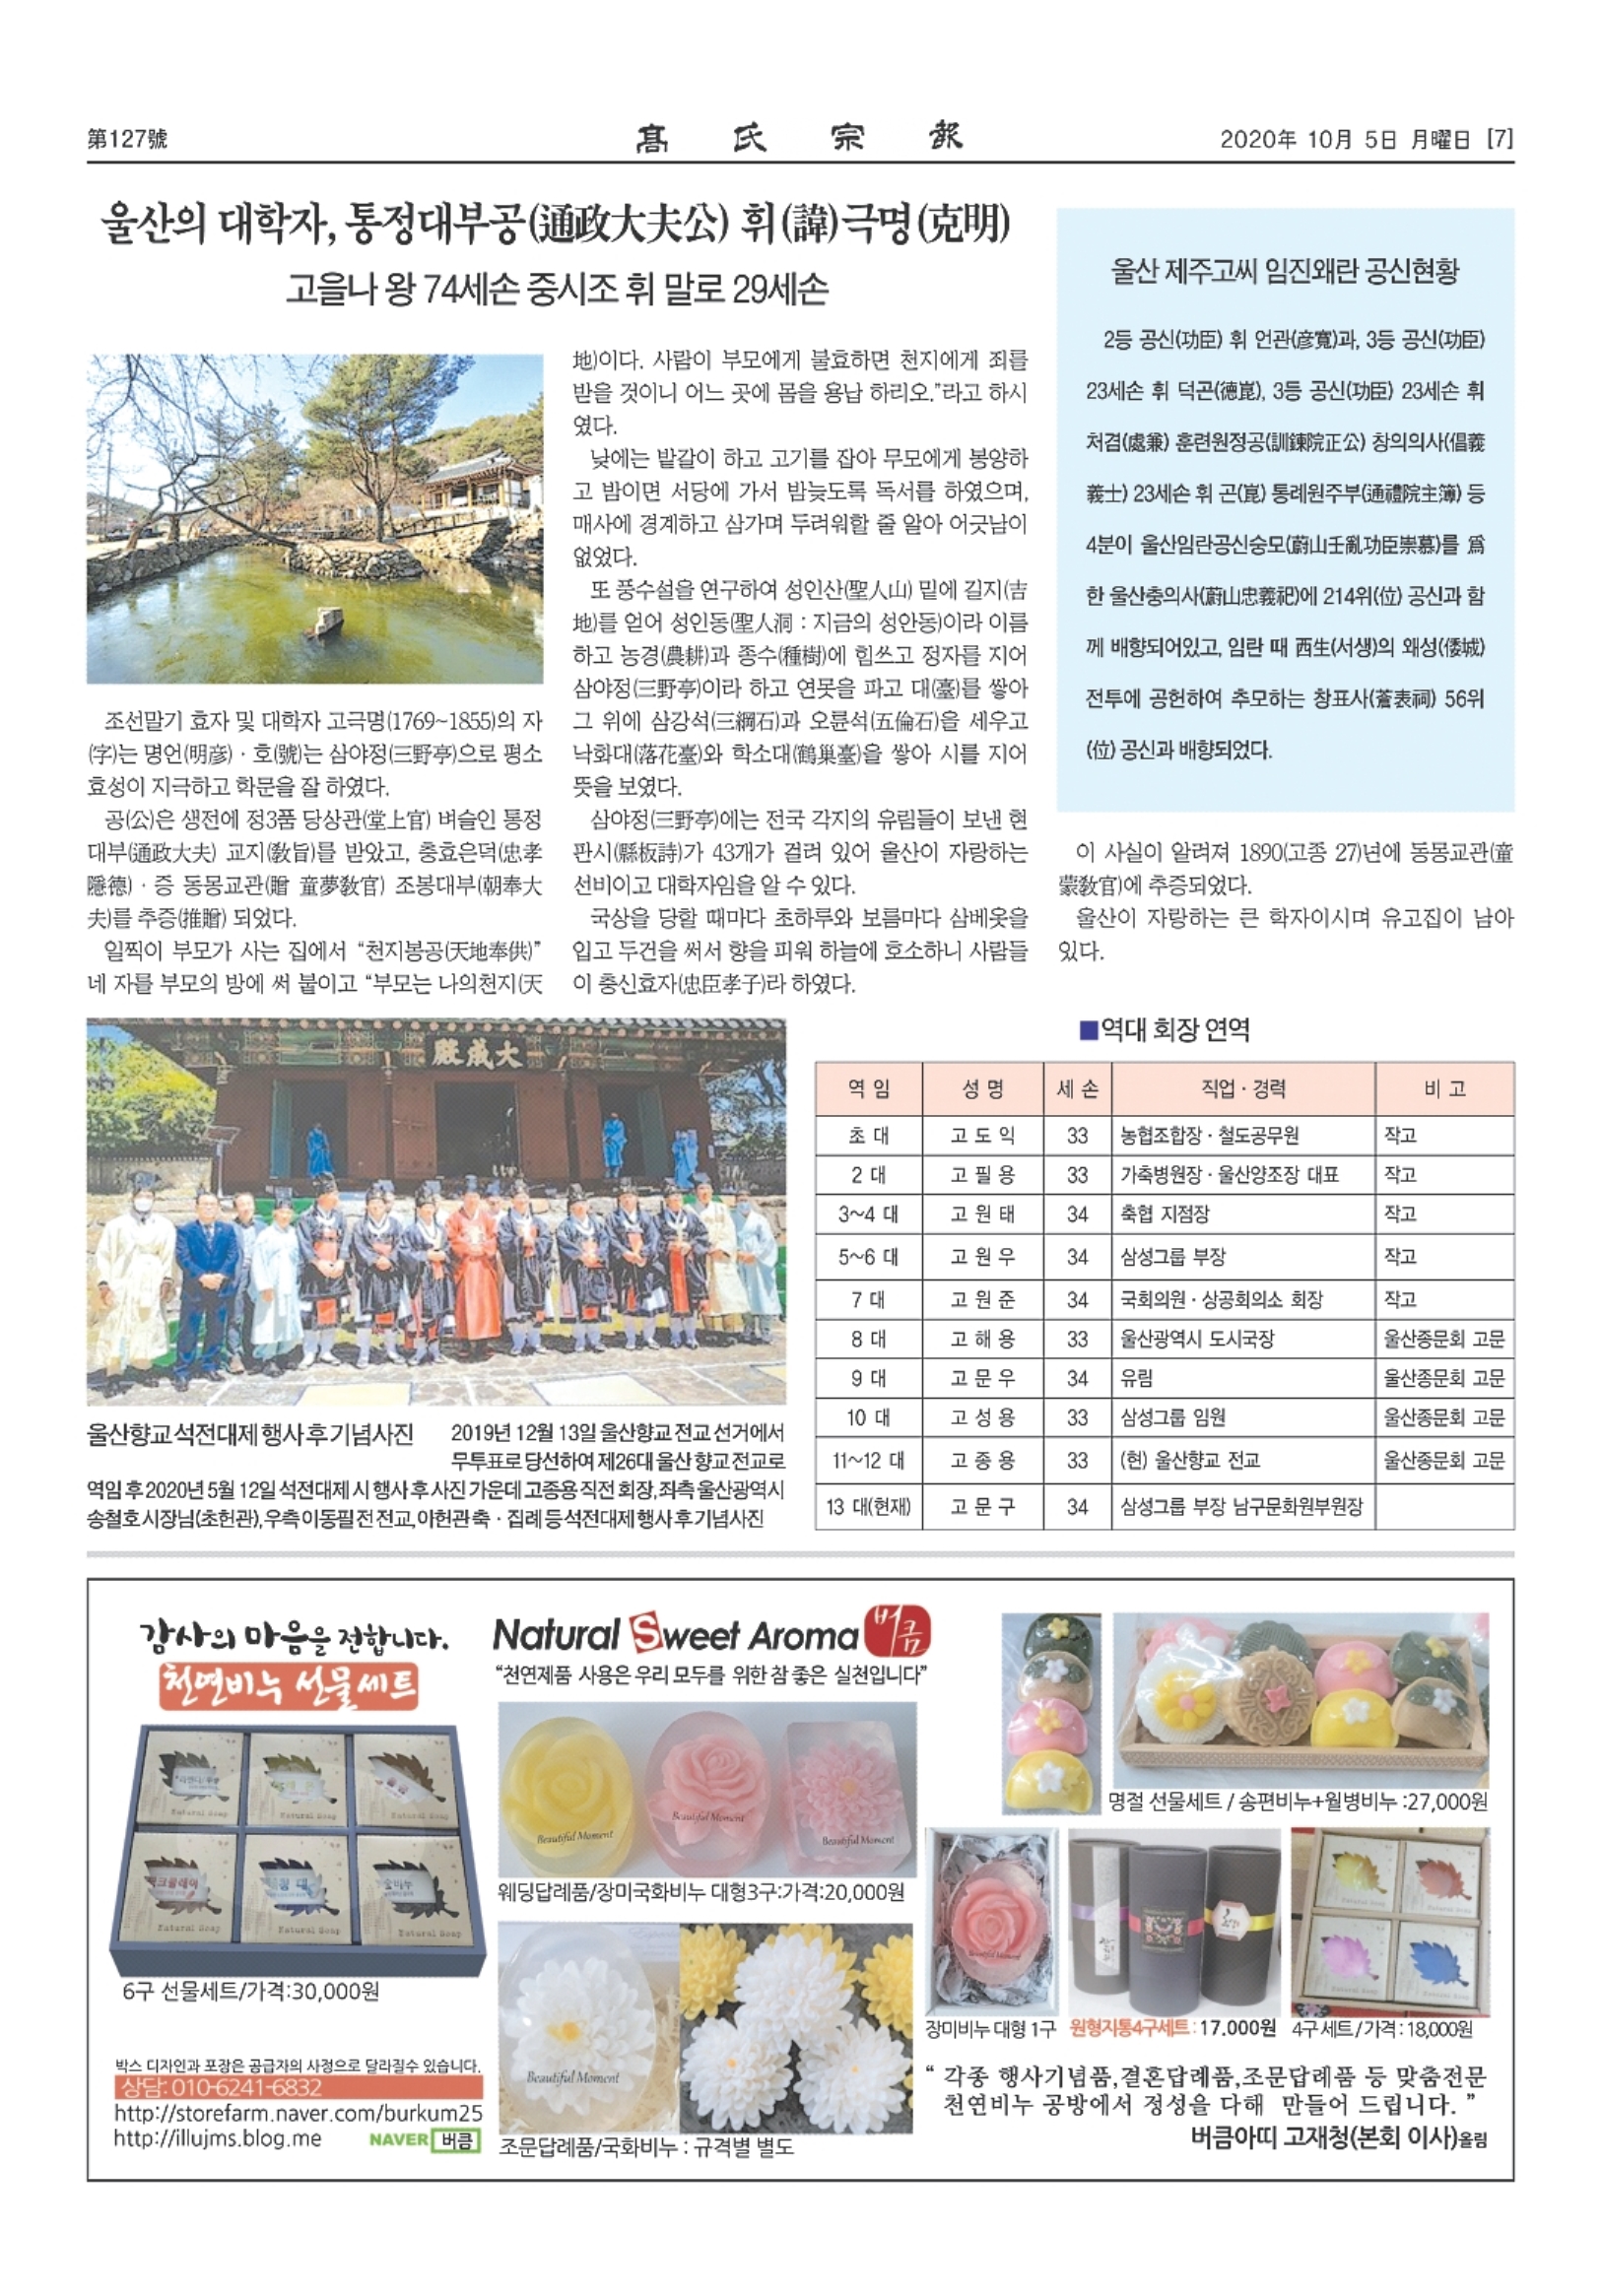 第127號
髙氏宗報
2020年 10月 5日 月曜日 [7]
울산의 대학자, 통정대부공(通政大夫公) 휘(諱)극명(克明)
고을나 왕 74세손 중시조 휘 말로 29세손
조선말기 효자 및 대학자 고극명(1769~1855)의 자
(字)는 명언(明彦)·호(號)는 삼야정(三野亭)으로 평소
효성이 지극하고 학문을 잘 하였다.
공(公)은 생전에 정3품 당상관(堂上官) 벼슬인 통정
대부(通政大夫) 교지(敎旨)를 받았고, 충효은덕(忠孝
隱德)·증 동몽교관(贈 童夢敎官) 조봉대부(朝奉大
夫)를 추증(推贈) 되었다.
일찍이 부모가 사는 집에서 “천지봉공(天地奉供)”
네 자를 부모의 방에 써 붙이고 “부모는 나의천지(天
地)이다. 사람이 부모에게 불효하면 천지에게 죄를
받을 것이니 어느 곳에 몸을 용납 하리오.”라고 하시
였다.
낮에는 밭갈이 하고 고기를 잡아 무모에게 봉양하
고 밤이면 서당에 가서 밤늦도록 독서를 하였으며,
매사에 경계하고 삼가며 두려워할 줄 알아 어긋남이
없었다.
또 풍수설을 연구하여 성인산(聖人山) 밑에 길지(吉
地)를 얻어 성인동(聖人洞 : 지금의 성안동)이라 이름
하고 농경(農耕)과 종수(種樹)에 힘쓰고 정자를 지어
삼야정(三野亭)이라 하고 연못을 파고 대(臺)를 쌓아
그 위에 삼강석(三綱石)과 오륜석(五倫石)을 세우고
낙화대(落花臺)와 학소대(鶴巢臺)을 쌓아 시를 지어
뜻을 보였다.
삼야정(三野亭)에는 전국 각지의 유림들이 보낸 현
판시(縣板詩)가 43개가 걸려 있어 울산이 자랑하는
선비이고 대학자임을 알 수 있다.
국상을 당할 때마다 초하루와 보름마다 삼베옷을
입고 두건을 써서 향을 피워 하늘에 호소하니 사람들
이 충신효자(忠臣孝子)라 하였다.
울산 제주고씨 임진왜란 공신현황
2등 공신(功臣) 휘 언관(彦寬)과, 3등 공신(功臣)
23세손 휘 덕곤(德崑), 3등 공신(功臣) 23세손 휘
처겸(處兼) 훈련원정공(訓鍊院正公) 창의의사(倡義
義士) 23세손 휘 곤(崑) 통례원주부(通禮院主簿) 등
4분이 울산임란공신숭모(蔚山壬亂功臣崇慕)를 爲
한 울산충의사(蔚山忠義祀)에 214위(位) 공신과 함
께 배향되어있고, 임란 때 西生(서생)의 왜성(倭城)
전투에 공헌하여 추모하는 창표사(蒼表祠) 56위
(位) 공신과 배향되었다.
이 사실이 알려져 1890(고종 27)년에 동몽교관(童
蒙敎官)에 추증되었다.
울산이 자랑하는 큰 학자이시며 유고집이 남아
있다.
大成殿
울산향교 석전대제 행사 후 기념사진
2019년 12월 13일 울산향교 전교 선거에서
무투표로 당선하여 제26대 울산 향교 전교로
역임 후 2020년 5월 12일 석전대제 시 행사 후 사진 가운데 고종용 직전 회장, 좌측 울산광역시
송철호 시장님(초헌관), 우측 이동필 전 전교, 이헌관 축·집례 등 석전대제 행사 후 기념사진
■역대 회장 연역
역 임 성 명 세 손 직업·경력 비 고
초 대 고 도 익 33 농협조합장·철도공무원 작고
2 대 고 필 용 33 가축병원장·울산양조장 대표 작고
3~4 대 고 원 태 34 축협 지점장 작고
5~6 대 고 원 우 34 삼성그룹 부장 작고
7 대 고 원 준 34 국회의원·상공회의소 회장 작고
8 대 고 해 용 33 울산광역시 도시국장 울산종문회 고문
9 대 고 문 우 34 유림 울산종문회 고문
10 대 고 성 용 33 삼성그룹 임원 울산종문회 고문
11~12 대 고 종 용 33 (현) 울산향교 전교 울산종문회 고문
13 대(현재) 고 문 구 34 삼성그룹 부장 남구문화원부원장
감사의 마음을 전합니다.
천연비누 선물세트
Natural Soap
Natural Soap
Natural Soap
Natural Soap
Natural Soap
Natural Soap
6구 선물세트/가격:30,000원
박스 디자인과 포장은 공급자의 사정으로 달라질수 있습니다.
상담: 010-6241-6832
http://storefarm.naver.com/burkum25
http://illujms.blog.me
NAVER 버큼
Natural Sweet Aroma 버큼
“천연제품 사용은 우리 모두를 위한 참 좋은 실천입니다”
Beautiful Moment
Beautiful Moment
Beautiful Moment
웨딩답례품/장미국화비누 대형3구:가격:20,000원
Beautiful Moment
조문답례품/국화비누 : 규격별 별도
명절 선물세트 / 송편비누+월병비누 :27,000원
Beautiful Moment
장미비누 대형 1구
원형지통4구세트 : 17.000원
4구 세트 / 가격 : 18,000원
“ 각종 행사기념품,결혼답례품,조문답례품 등 맞춤전문
천연비누 공방에서 정성을 다해 만들어 드립니다. ”
버큼아띠 고재청(본회 이사)올림